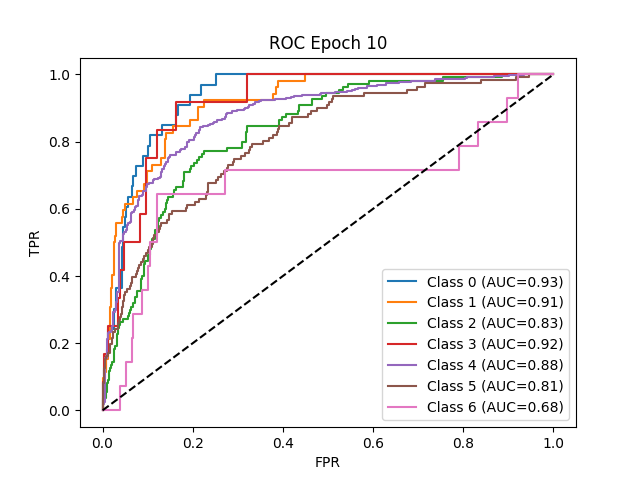 ROC Epoch 10
1.0
0.8
0.6
0.4
0.2
0.0
TPR
Class 0 (AUC=0.93)
Class 1 (AUC=0.91)
Class 2 (AUC=0.83)
Class 3 (AUC=0.92)
Class 4 (AUC=0.88)
Class 5 (AUC=0.81)
Class 6 (AUC=0.68)
0.0 0.2 0.4 0.6 0.8 1.0
FPR